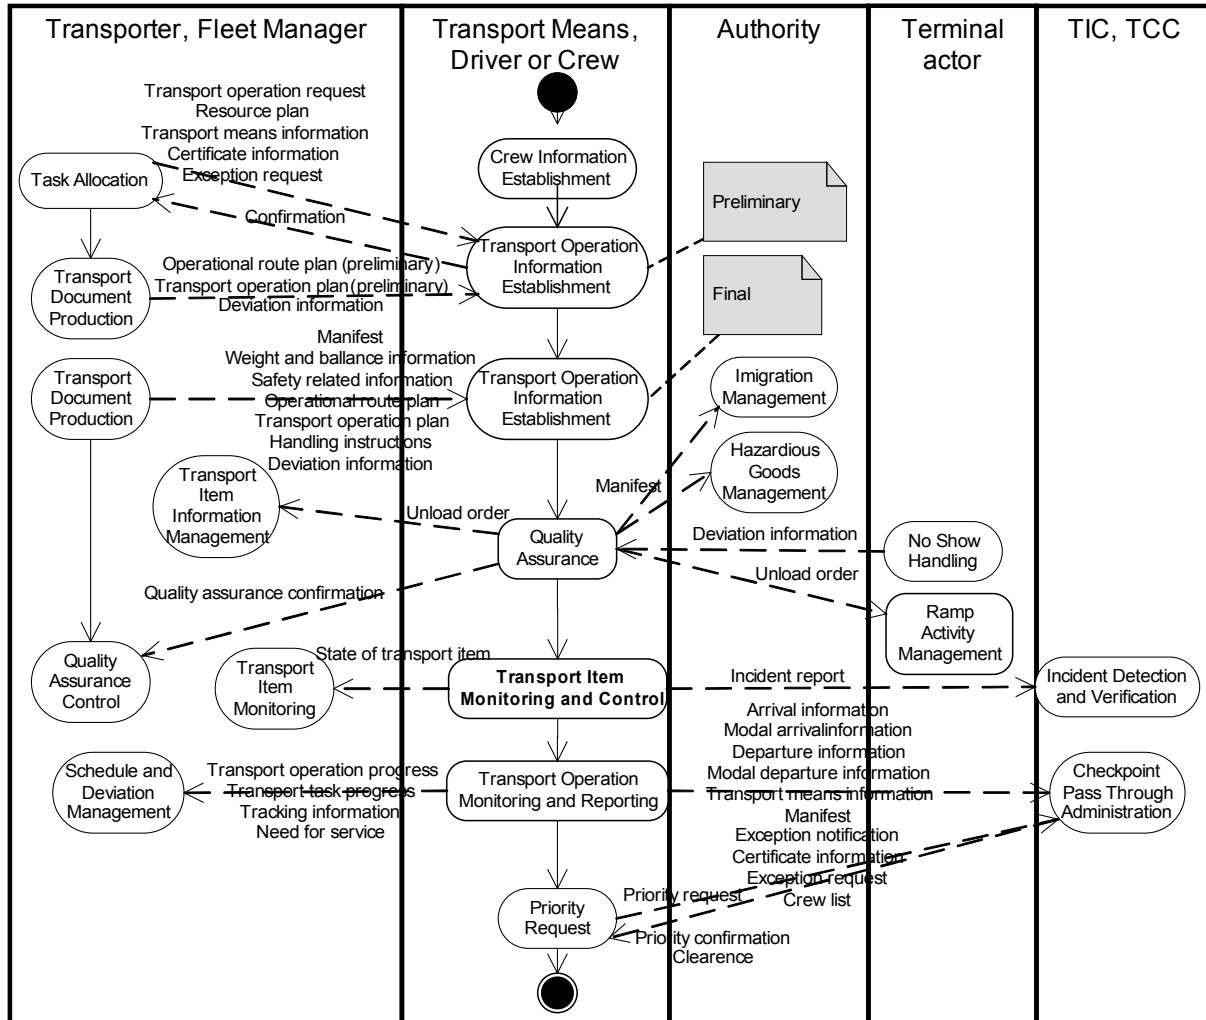 Transporter, Fleet Manager
Transport Means,
Driver or Crew
Authority
Terminal
actor
TIC, TCC
Transport operation request
Resource plan
Transport means information
Certificate information
Exception request
Task Allocation
Confirmation
Crew Information
Establishment
Preliminary
Transport Operation
Information
Establishment
Transport
Document
Production
Operational route plan (preliminary)
Transport operation plan (preliminary)
Deviation information
Final
Manifest
Weight and ballance information
Safety related information
Operational route plan
Transport operation plan
Handling instructions
Deviation information
Transport
Document
Production
Transport Operation
Information
Establishment
Imigration
Management
Hazardious
Goods
Management
Manifest
Transport
Item
Information
Management
Unload order
Quality
Assurance
Deviation information
No Show
Handling
Unload order
Ramp
Activity
Management
Quality assurance confirmation
Quality
Assurance
Control
State of transport item
Transport
Item
Monitoring
Transport Item
Monitoring and Control
Incident report
Incident Detection
and Verification
Arrival information
Modal arrivalinformation
Departure information
Modal departure information
Transport means information
Manifest
Exception notification
Certificate information
Exception request
Crew list
Schedule and
Deviation
Management
Transport operation progress
Transport task progress
Tracking information
Need for service
Transport Operation
Monitoring and Reporting
Checkpoint
Pass Through
Administration
Priority request
Priority
Request
Priority confirmation
Clearence